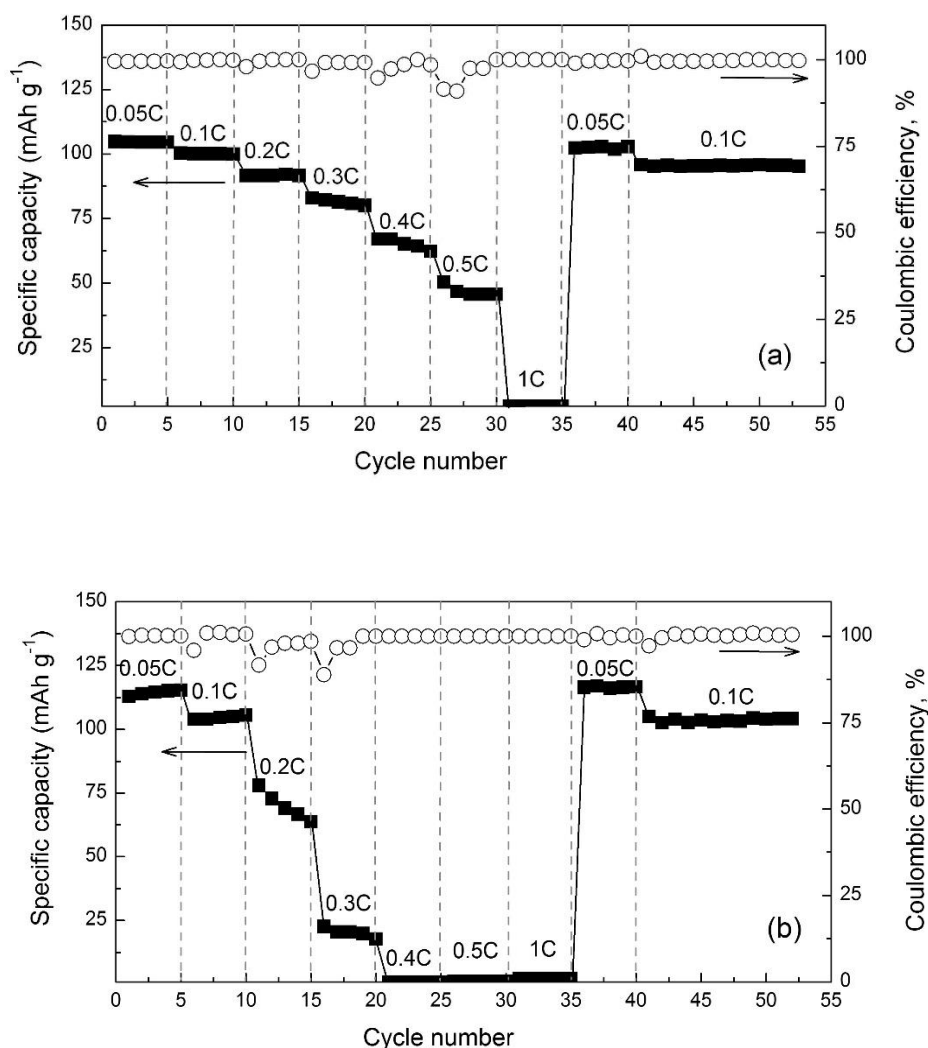 150
125
100
75
50
25
Specific capacity (mAh g⁻¹)
0.05C
0.1C
0.2C
0.3C
0.4C
0.5C
1C
0.05C
0.1C
(a)
100
75
50
25
0
Coulombic efficiency, %
0 5 10 15 20 25 30 35 40 45 50 55
Cycle number
150
125
100
75
50
25
Specific capacity (mAh g⁻¹)
0.05C
0.1C
0.2C
0.3C
0.4C
0.5C
1C
0.05C
0.1C
(b)
100
75
50
25
0
Coulombic efficiency, %
0 5 10 15 20 25 30 35 40 45 50 55
Cycle number